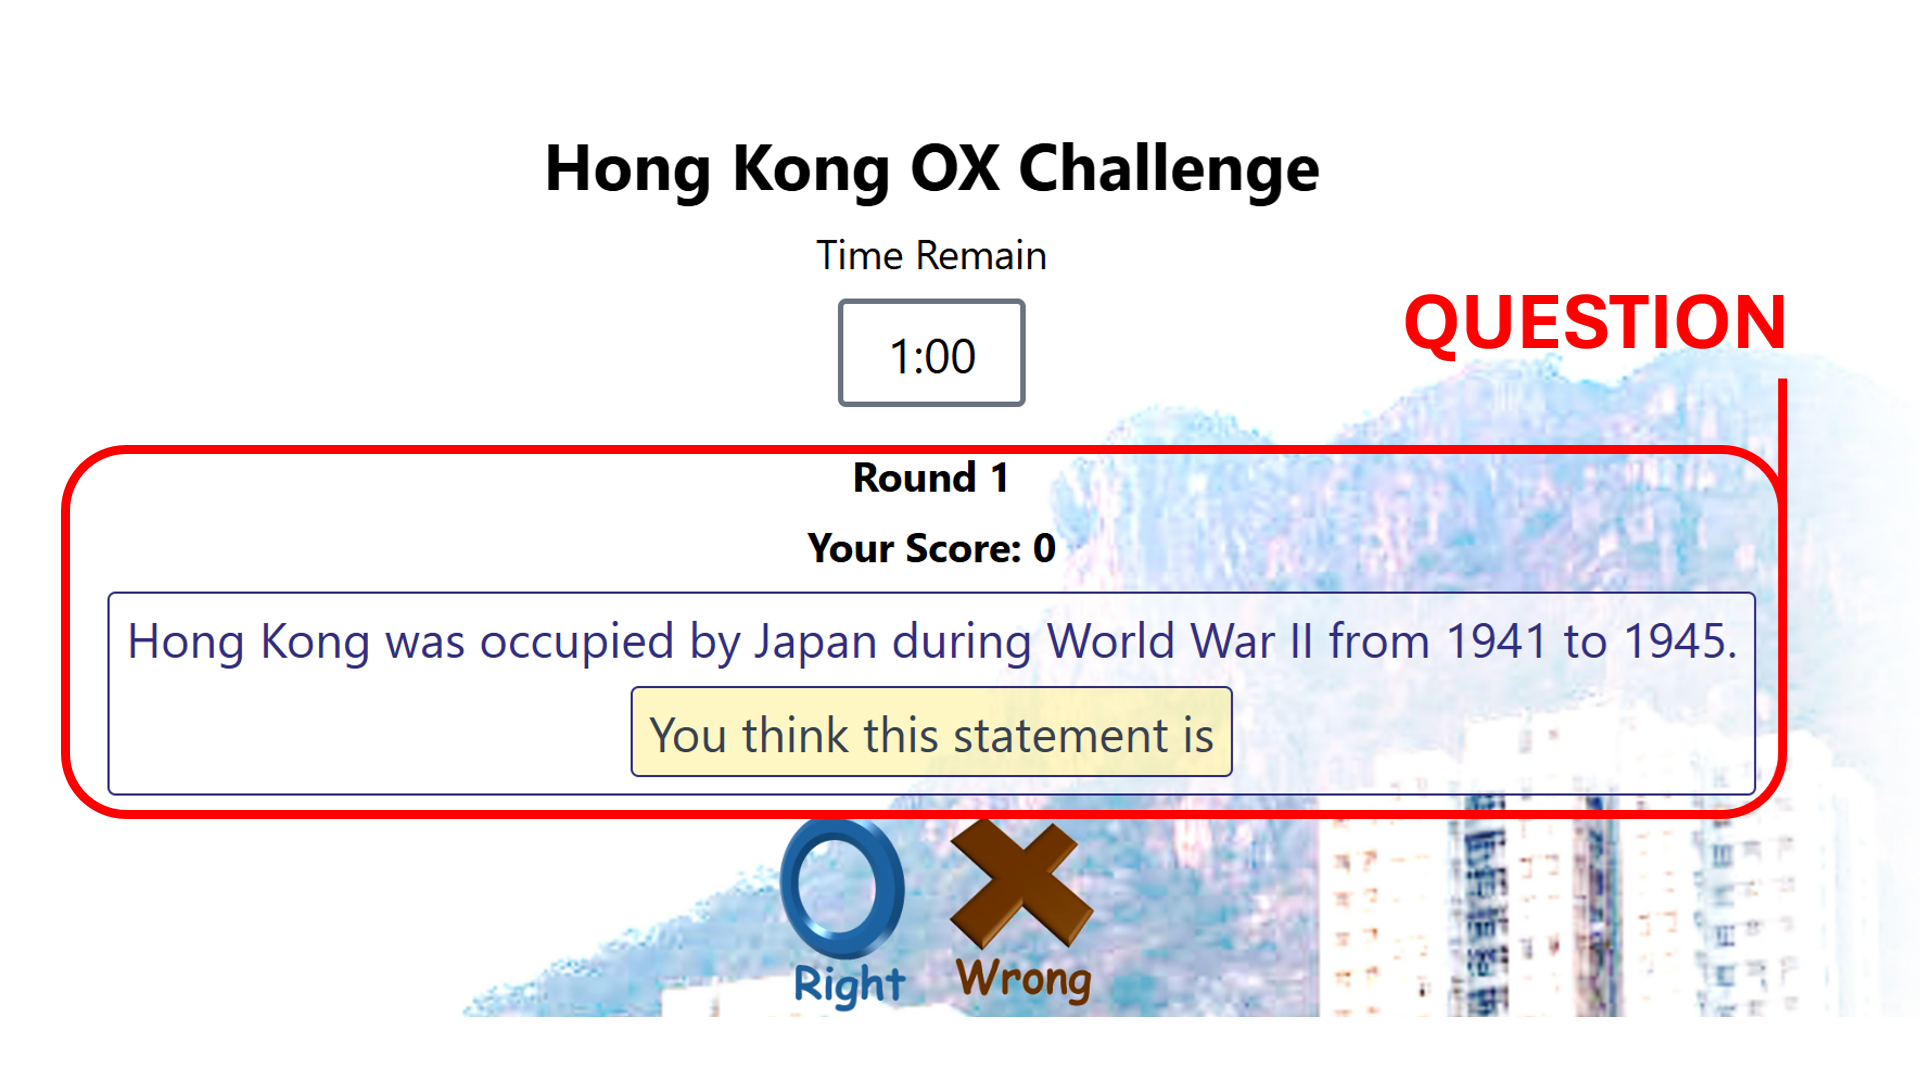 Hong Kong OX Challenge
Time Remain
1:00
QUESTION
Round 1
Your Score: 0
Hong Kong was occupied by Japan during World War II from 1941 to 1945.
You think this statement is
Right
Wrong